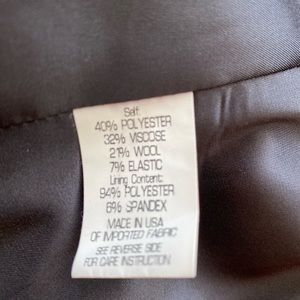 Self
40% POLYESTER
32% VISCOSE
21% WOOL
7% ELASTIC
Lining Content:
94% POLYESTER
6% SPANDEX
MADE IN USA
OF IMPORTED FABRIC
SEE REVERSE SIDE
FOR CARE INSTRUCTION